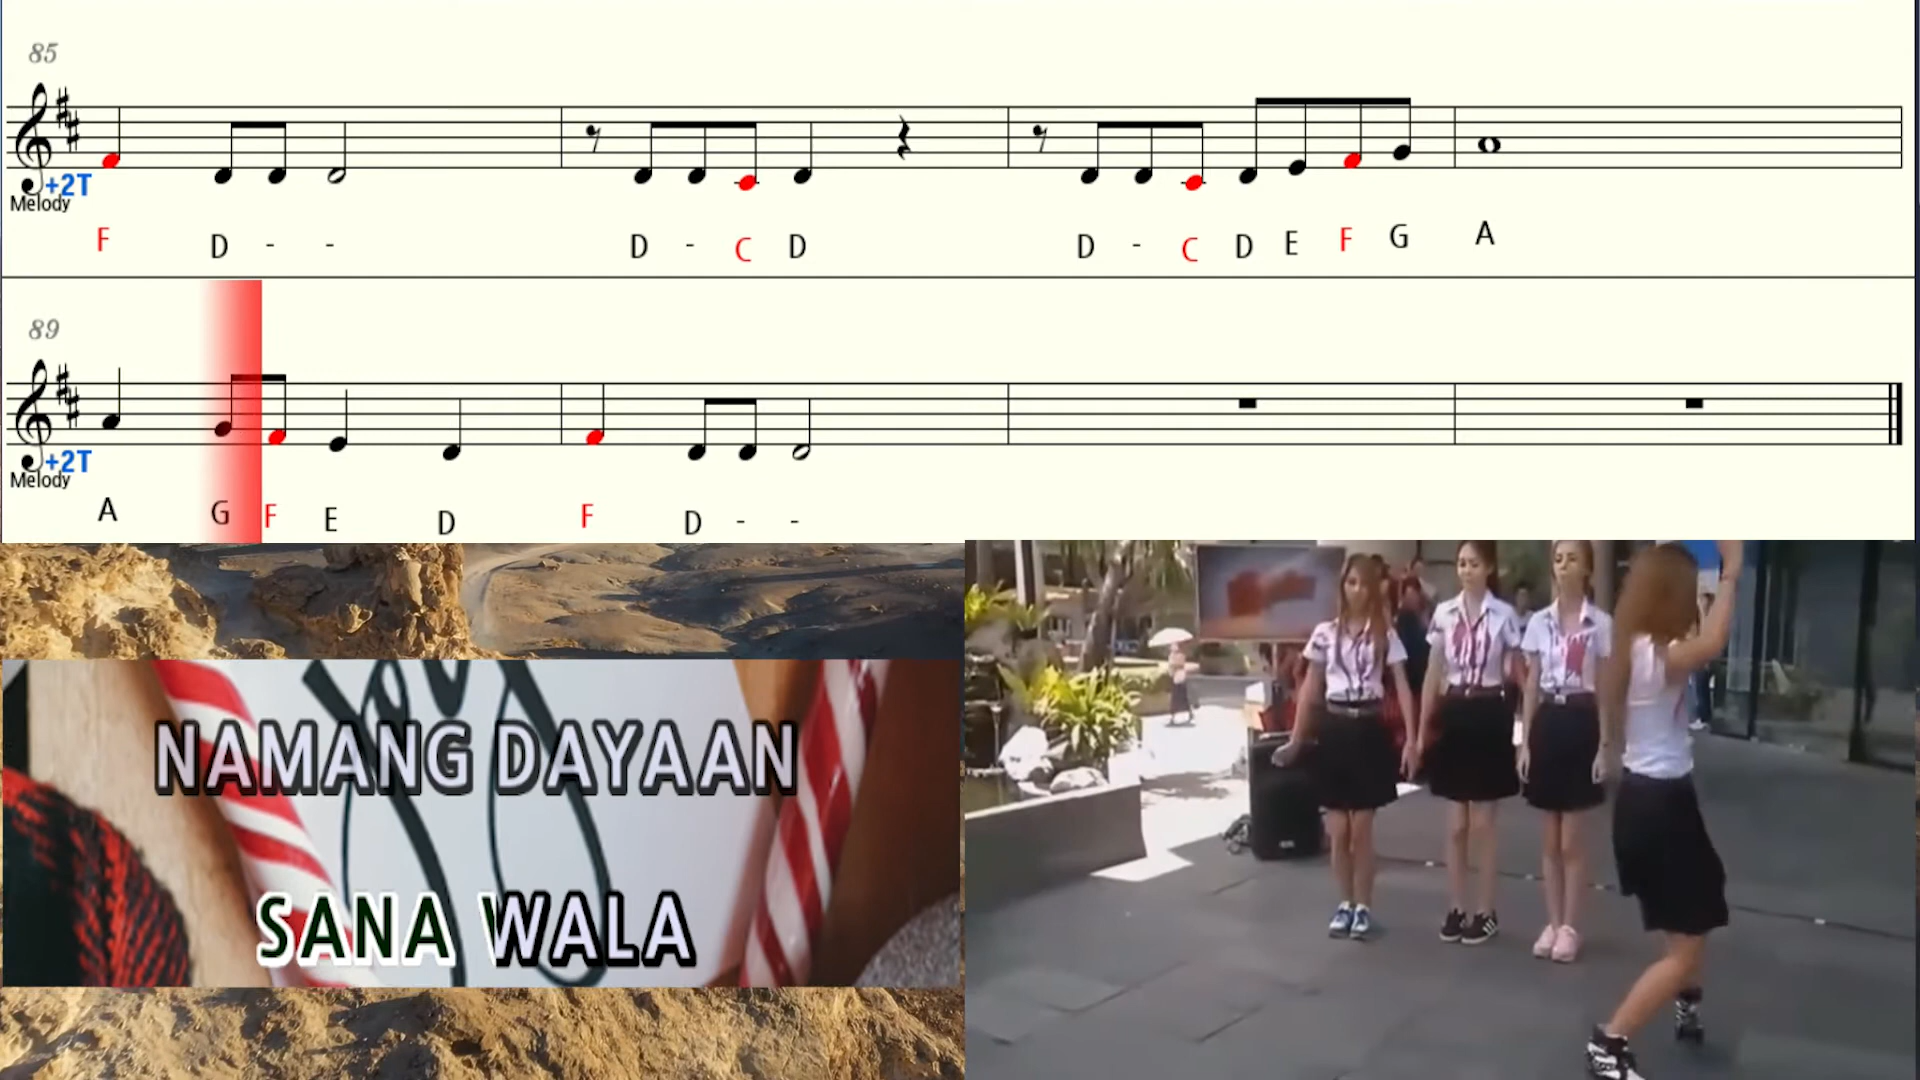 85
+2T
Melody
F D - - D - C D D - C D E F G A
89
+2T
Melody
A G F E D F D - -
NAMANG DAYAAN
SANA WALA